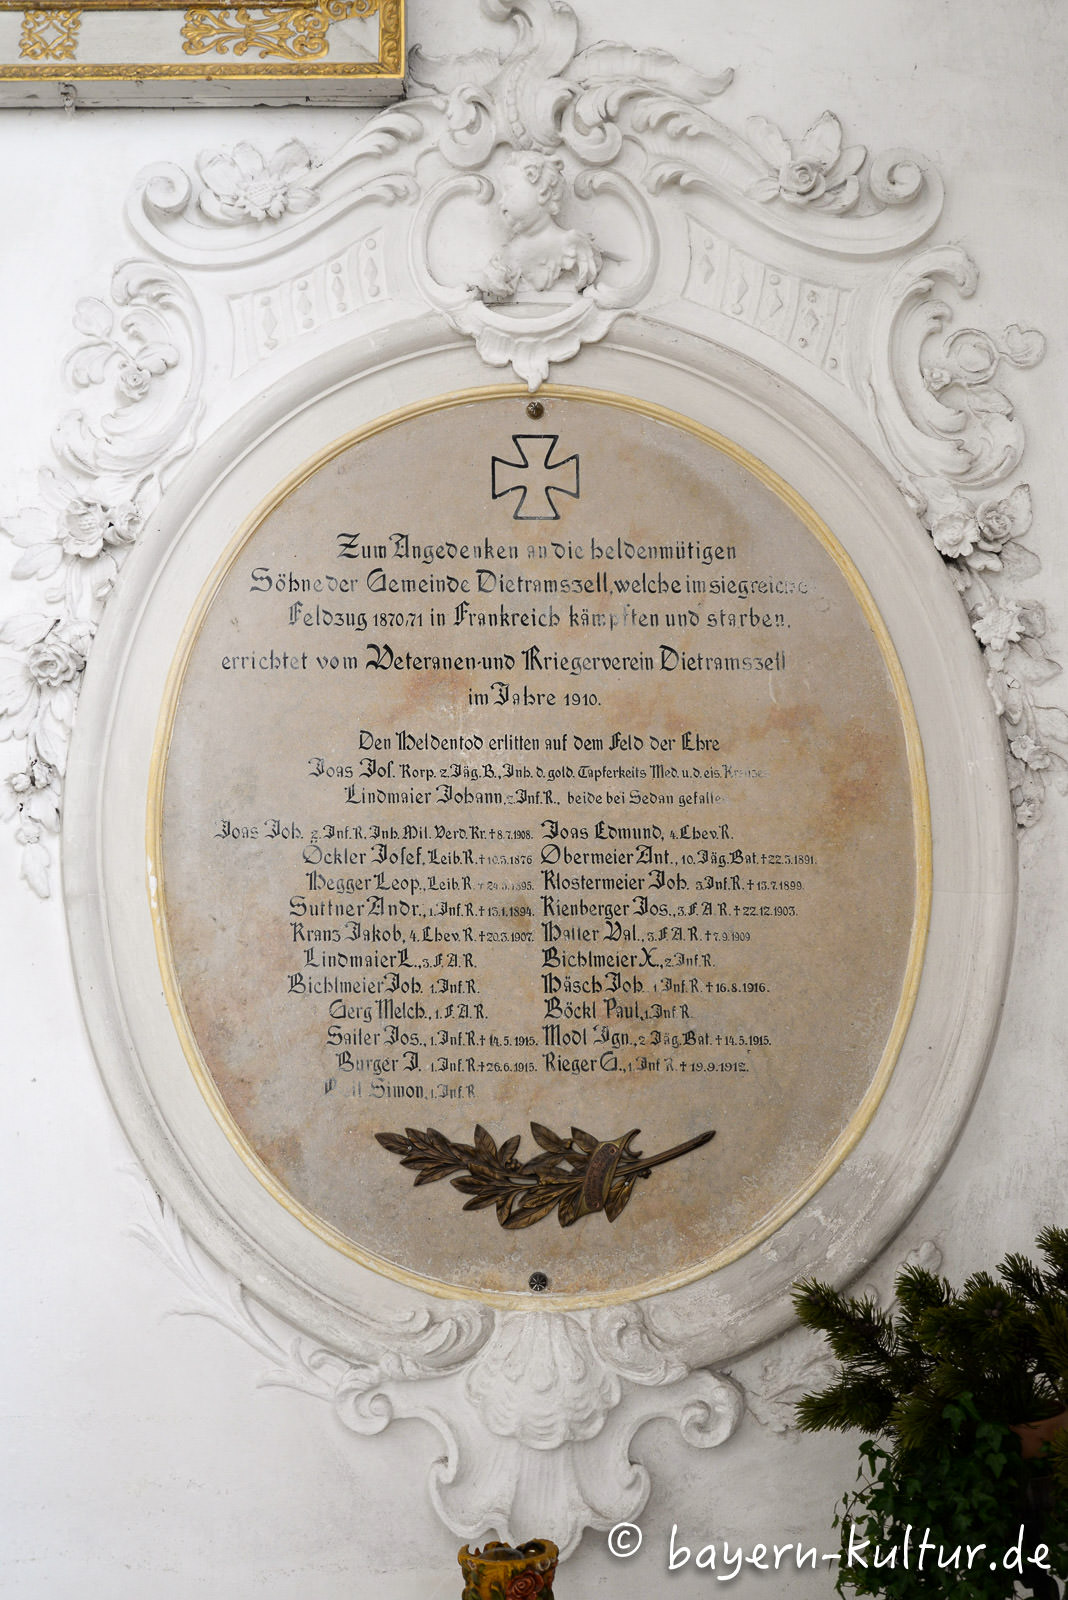 Zum Angedenken an die heldenmütigen
Söhne der Gemeinde Dietramszell, welche im siegreichen
Feldzug 1870/71 in Frankreich kämpften und starben,
errichtet vom Veteranen- und Kriegerverein Dietramszell
im Jahre 1910.
Den Heldentod erlitten auf dem Feld der Ehre
Joas Jos. Korp. 2. Jäg. B., Inh. d. gold. Tapferkeits Med. u. d. eis. Kreuzes
Lindmaier Johann, 2. Inf. R., beide bei Sedan gefallen
Joas Joh. 2. Inf. R. Inh. Mil. Verd. Kr. † 8.7.1908. Joas Edmund, 4. Chev. R.
Öckler Josef, Leib R. † 10.3.1876 Obermeier Ant., 10. Jäg. Bat. † 22.3.1891.
Hegger Leop., Leib R. † 24.3.1895. Klostermeier Joh. 3. Inf. R. † 13.7.1899.
Suttner Andr., 1. Inf. R. † 13.1.1894. Kienberger Jos., 3. F. A. R. † 22.12.1903.
Kranz Jakob, 4. Chev. R. † 20.3.1907. Halter Val., 3. F. A. R. † 7.9.1909
Lindmaier L., 3. F. A. R. Bichlmeier X., 2. Inf. R.
Bichlmeier Joh. 1. Inf. R. Häsch Joh. 1. Inf. R. † 16.8.1916.
Gerg Melch., 1. F. A. R. Böckl Paul, 1. Inf. R.
Sailer Jos., 1. Inf. R. † 14.5.1915. Modl Ign., 2 Jäg. Bat. † 14.5.1915.
Burger J. 1. Inf. R. † 26.6.1915. Rieger G., 1. Inf R. † 19.9.1912.
Simon, 1. Inf. R
© bayern-kultur.de